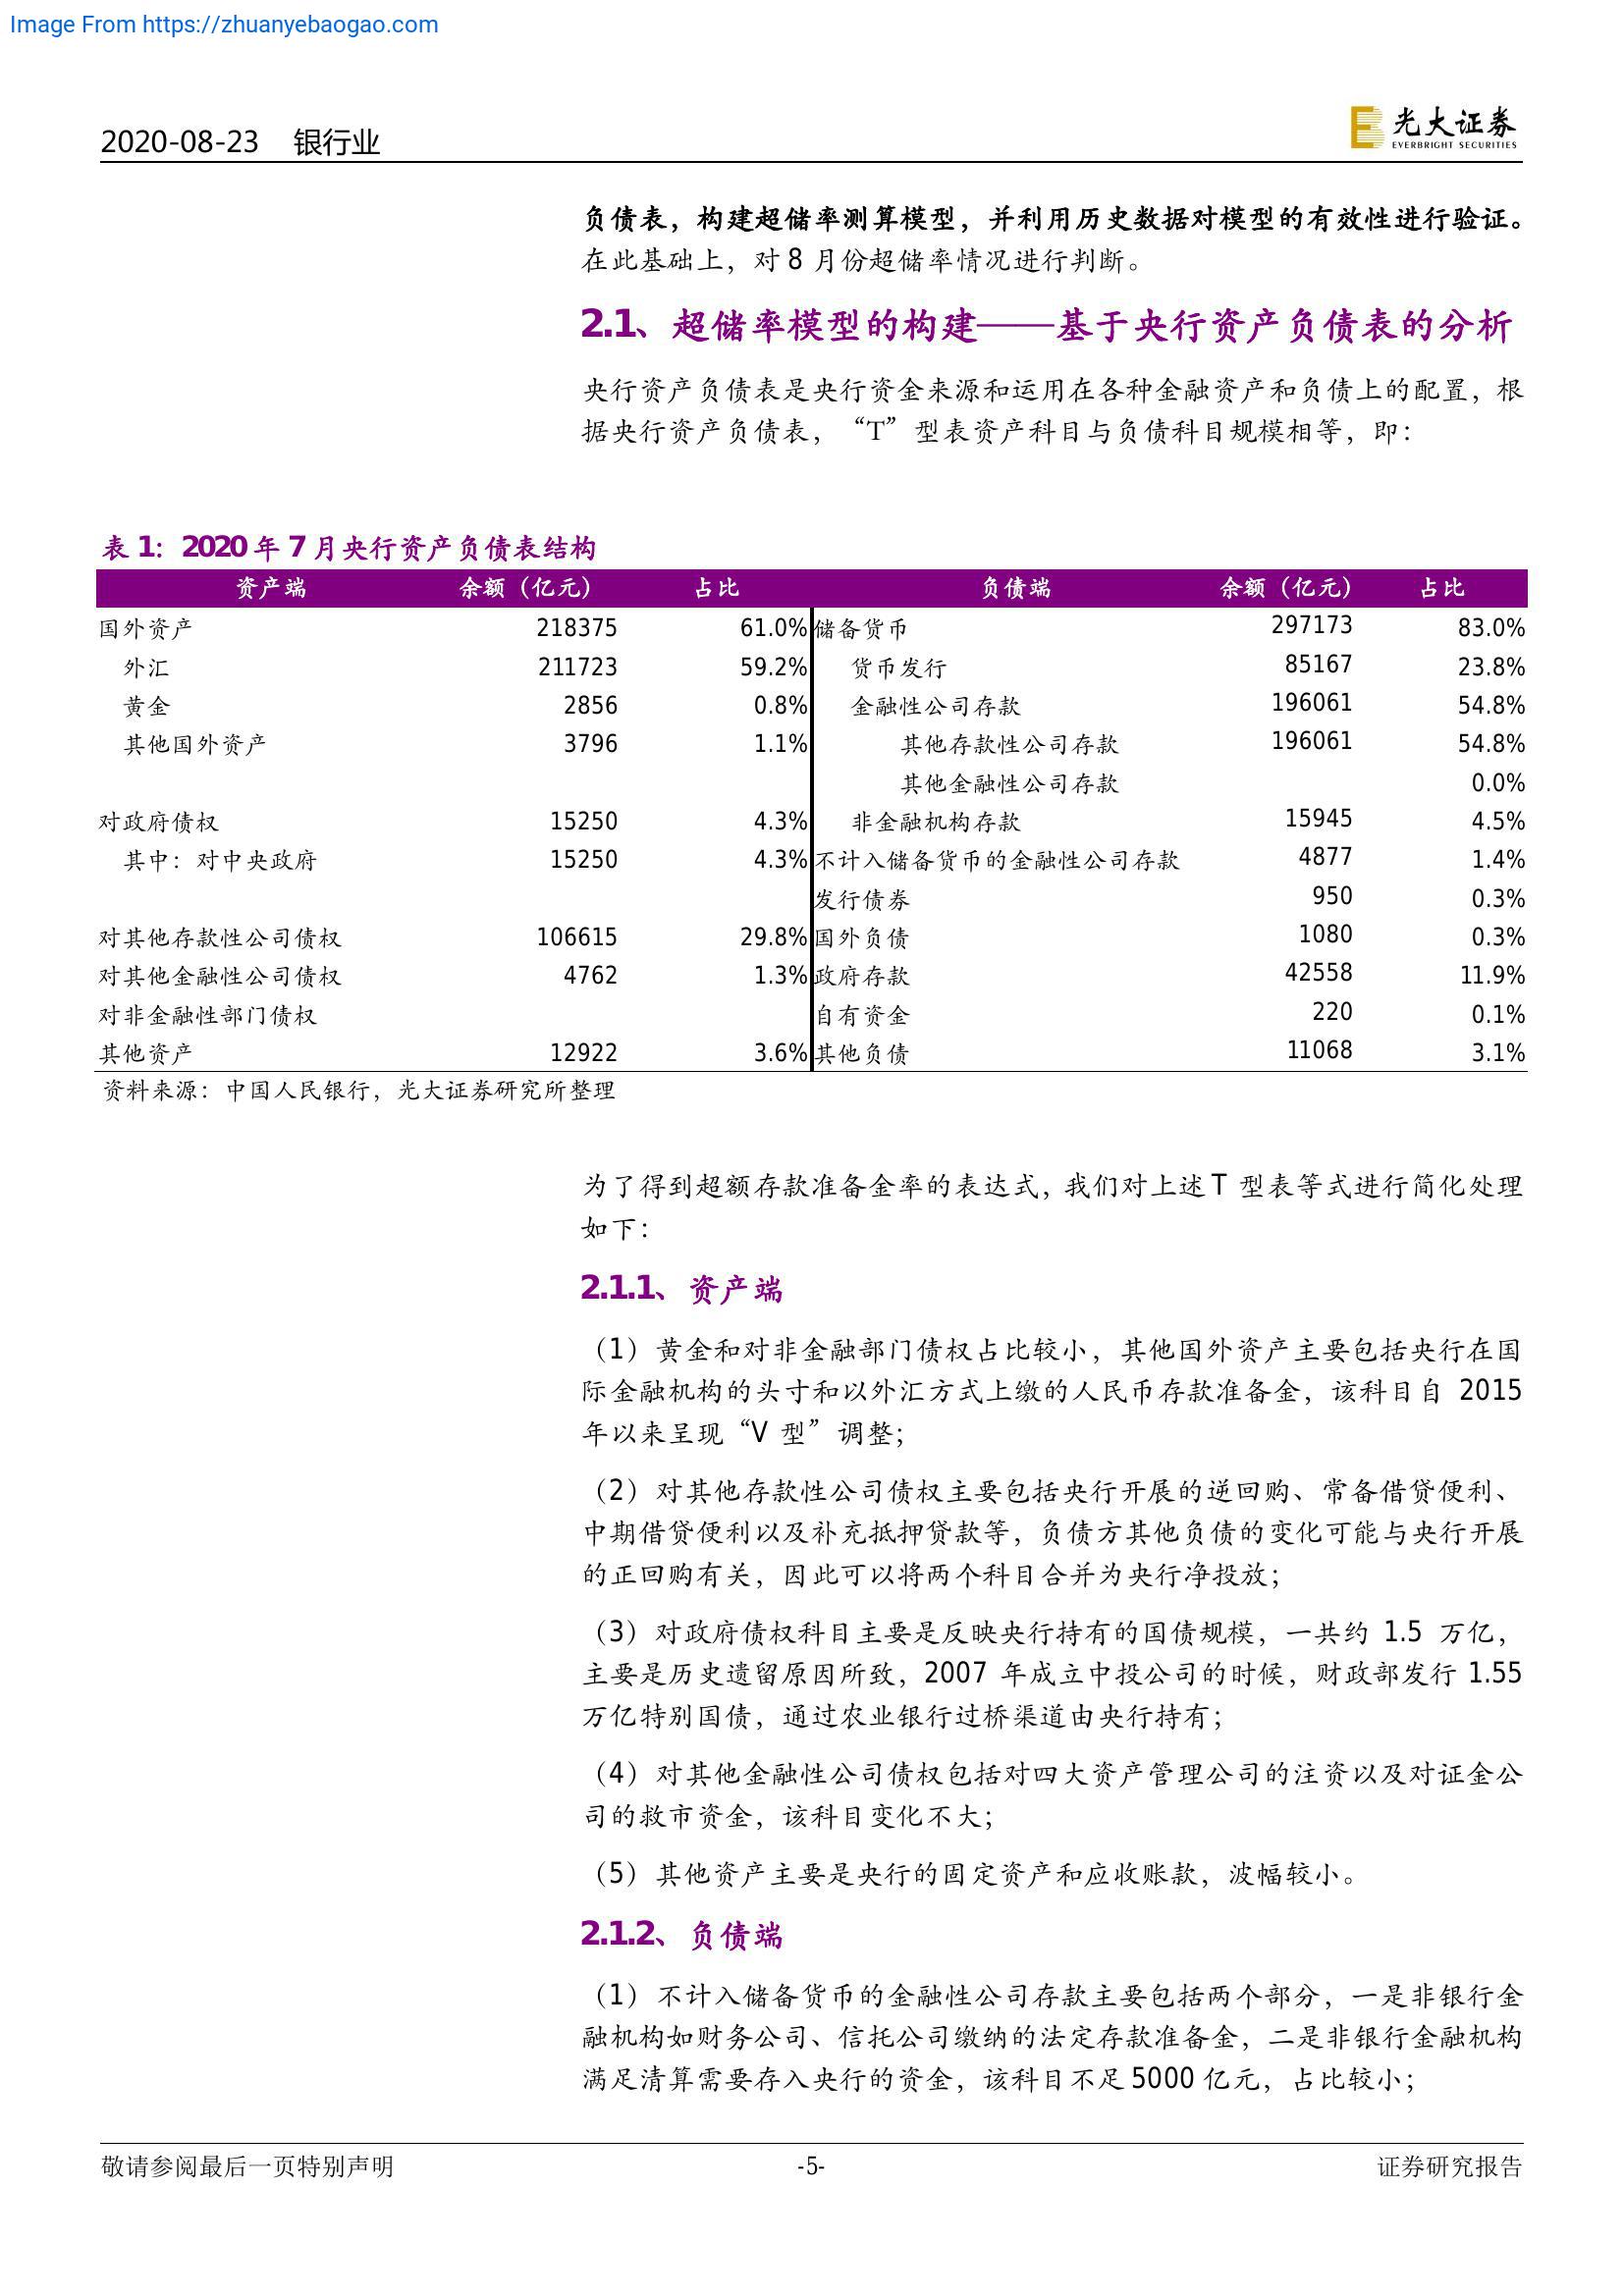 Image From https://zhuanyebaogao.com
2020-08-23 银行业
光大证券
EVERBRIGHT SECURITIES
负债表，构建超储率测算模型，并利用历史数据对模型的有效性进行验证。
在此基础上，对 8 月份超储率情况进行判断。
2.1、超储率模型的构建——基于央行资产负债表的分析
央行资产负债表是央行资金来源和运用在各种金融资产和负债上的配置，根
据央行资产负债表，“T”型表资产科目与负债科目规模相等，即：
表 1：2020 年 7 月央行资产负债表结构
资产端 余额（亿元） 占比 负债端 余额（亿元） 占比
国外资产 218375 61.0% 储备货币 297173 83.0%
外汇 211723 59.2% 货币发行 85167 23.8%
黄金 2856 0.8% 金融性公司存款 196061 54.8%
其他国外资产 3796 1.1% 其他存款性公司存款 196061 54.8%
其他金融性公司存款 0.0%
对政府债权 15250 4.3% 非金融机构存款 15945 4.5%
其中：对中央政府 15250 4.3% 不计入储备货币的金融性公司存款 4877 1.4%
发行债券 950 0.3%
对其他存款性公司债权 106615 29.8% 国外负债 1080 0.3%
对其他金融性公司债权 4762 1.3% 政府存款 42558 11.9%
对非金融性部门债权 自有资金 220 0.1%
其他资产 12922 3.6% 其他负债 11068 3.1%
资料来源：中国人民银行，光大证券研究所整理
为了得到超额存款准备金率的表达式，我们对上述 T 型表等式进行简化处理
如下：
2.1.1、资产端
（1）黄金和对非金融部门债权占比较小，其他国外资产主要包括央行在国
际金融机构的头寸和以外汇方式上缴的人民币存款准备金，该科目自 2015
年以来呈现“V 型”调整；
（2）对其他存款性公司债权主要包括央行开展的逆回购、常备借贷便利、
中期借贷便利以及补充抵押贷款等，负债方其他负债的变化可能与央行开展
的正回购有关，因此可以将两个科目合并为央行净投放；
（3）对政府债权科目主要是反映央行持有的国债规模，一共约 1.5 万亿，
主要是历史遗留原因所致，2007 年成立中投公司的时候，财政部发行 1.55
万亿特别国债，通过农业银行过桥渠道由央行持有；
（4）对其他金融性公司债权包括对四大资产管理公司的注资以及对证金公
司的救市资金，该科目变化不大；
（5）其他资产主要是央行的固定资产和应收账款，波幅较小。
2.1.2、负债端
（1）不计入储备货币的金融性公司存款主要包括两个部分，一是非银行金
融机构如财务公司、信托公司缴纳的法定存款准备金，二是非银行金融机构
满足清算需要存入央行的资金，该科目不足 5000 亿元，占比较小；
敬请参阅最后一页特别声明 -5- 证券研究报告